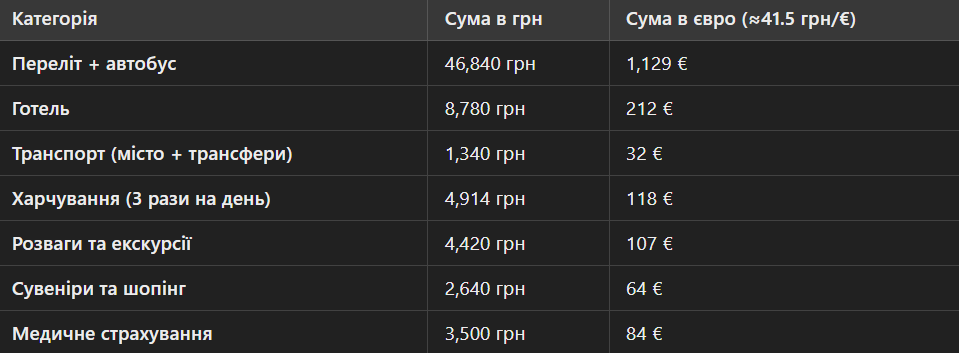 Категорія Сума в грн Сума в євро (≈41.5 грн/€)
Переліт + автобус 46,840 грн 1,129 €
Готель 8,780 грн 212 €
Транспорт (місто + трансфери) 1,340 грн 32 €
Харчування (3 рази на день) 4,914 грн 118 €
Розваги та екскурсії 4,420 грн 107 €
Сувеніри та шопінг 2,640 грн 64 €
Медичне страхування 3,500 грн 84 €